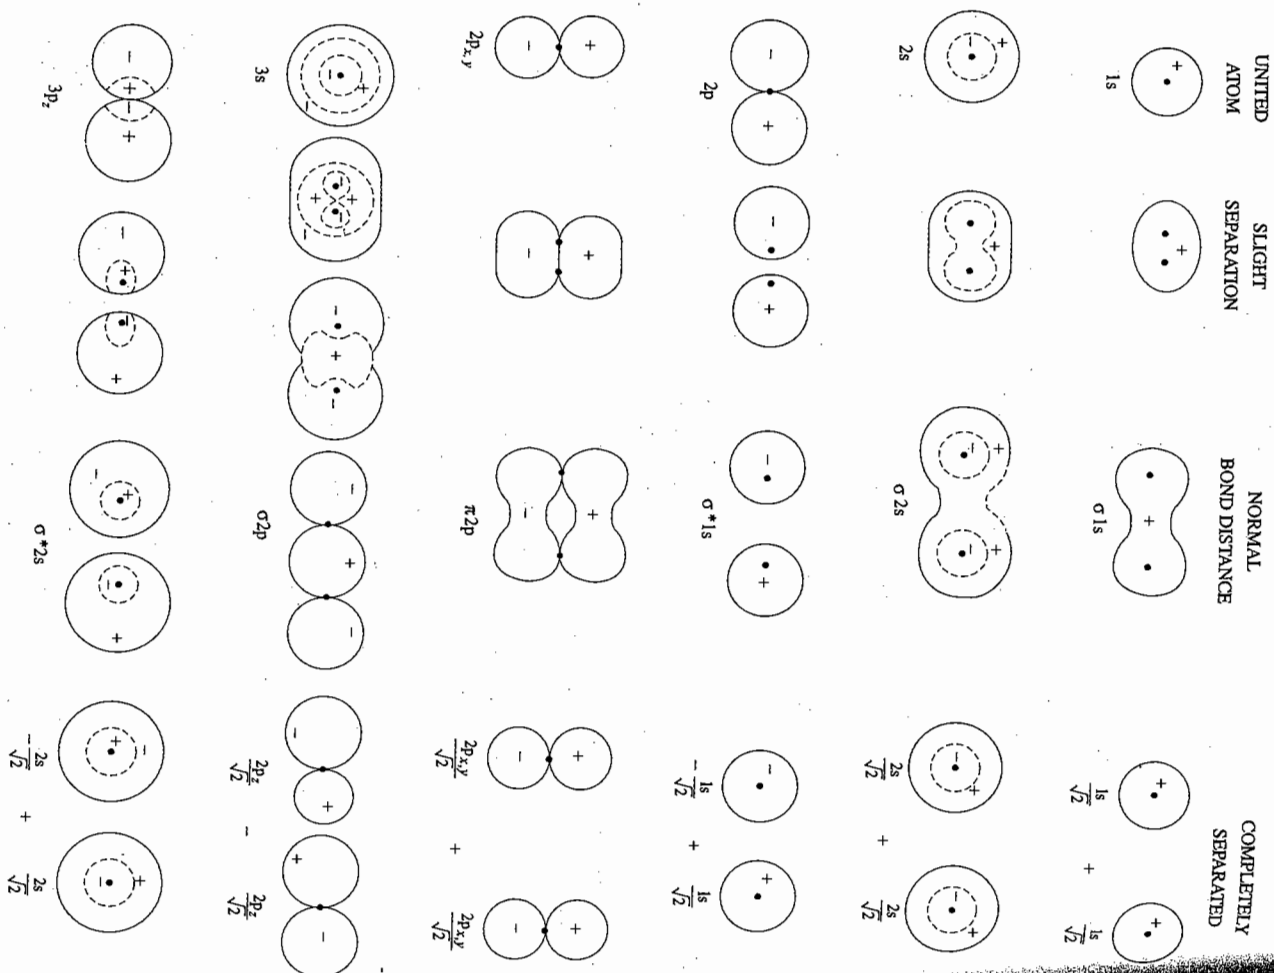 UNITED ATOM
SLIGHT SEPARATION
NORMAL BOND DISTANCE
COMPLETELY SEPARATED
1s
σ 1s
1s/√2 + 1s/√2
2s
σ 2s
2s/√2 + 2s/√2
2p
σ*1s
− 1s/√2 + 1s/√2
2px,y
π2p
2px,y/√2 + 2px,y/√2
3s
σ2p
2pz/√2 − 2pz/√2
3pz
σ*2s
− 2s/√2 + 2s/√2